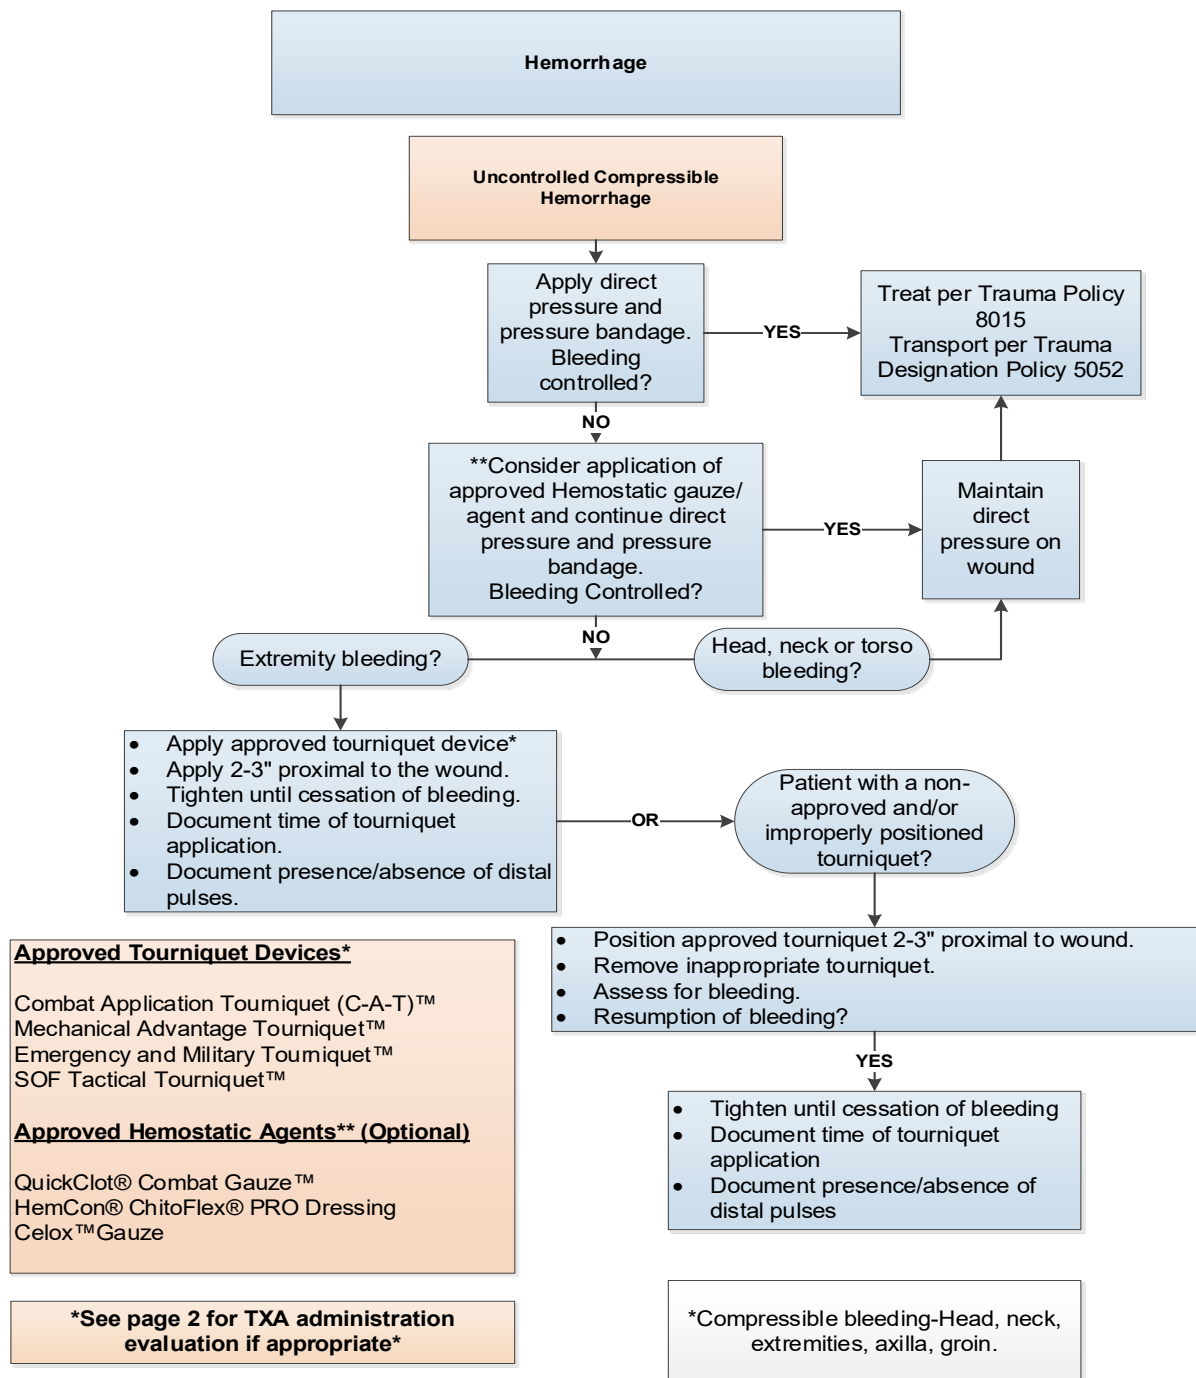 Hemorrhage
Uncontrolled Compressible
Hemorrhage
Apply direct
pressure and
pressure bandage.
Bleeding
controlled?
YES
Treat per Trauma Policy
8015
Transport per Trauma
Designation Policy 5052
NO
**Consider application of
approved Hemostatic gauze/
agent and continue direct
pressure and pressure
bandage.
Bleeding Controlled?
YES
Maintain
direct
pressure on
wound
NO
Extremity bleeding?
Head, neck or torso
bleeding?
• Apply approved tourniquet device*
• Apply 2-3" proximal to the wound.
• Tighten until cessation of bleeding.
• Document time of tourniquet
application.
• Document presence/absence of distal
pulses.
OR
Patient with a non-
approved and/or
improperly positioned
tourniquet?
• Position approved tourniquet 2-3" proximal to wound.
• Remove inappropriate tourniquet.
• Assess for bleeding.
• Resumption of bleeding?
YES
• Tighten until cessation of bleeding
• Document time of tourniquet
application
• Document presence/absence of
distal pulses
Approved Tourniquet Devices*
Combat Application Tourniquet (C-A-T)™
Mechanical Advantage Tourniquet™
Emergency and Military Tourniquet™
SOF Tactical Tourniquet™
Approved Hemostatic Agents** (Optional)
QuickClot® Combat Gauze™
HemCon® ChitoFlex® PRO Dressing
Celox™Gauze
*See page 2 for TXA administration
evaluation if appropriate*
*Compressible bleeding-Head, neck,
extremities, axilla, groin.